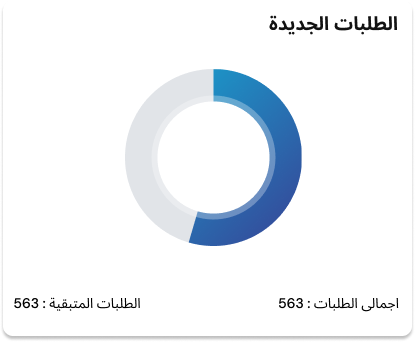 الطلبات الجديدة
اجمالى الطلبات : 563
الطلبات المتبقية : 563